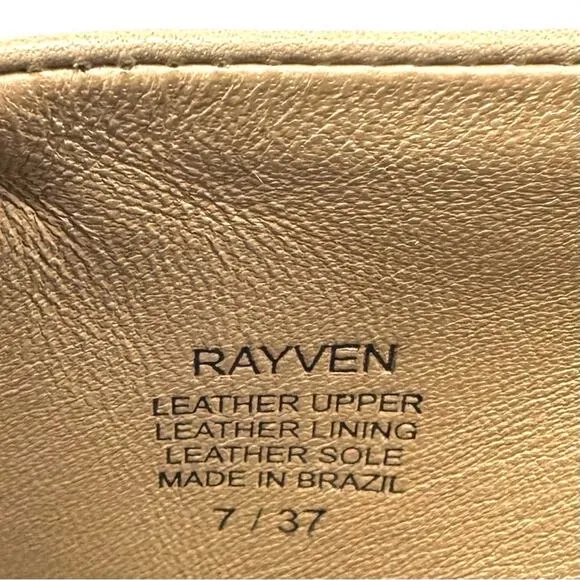 RAYVEN
LEATHER UPPER
LEATHER LINING
LEATHER SOLE
MADE IN BRAZIL
7 / 37